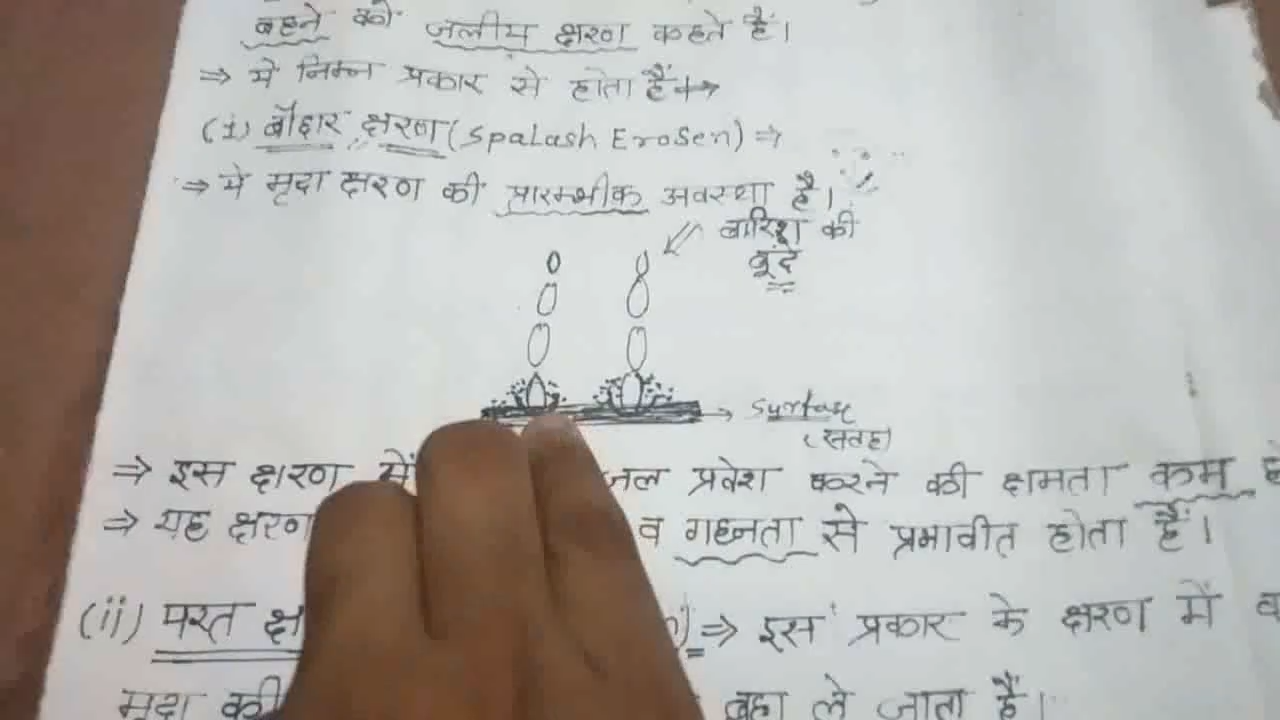 बहने को जलीय क्षरण कहते हैं।
⇒ ये निम्न प्रकार से होता हैं→
(i) बौछार क्षरण (Spalash Erosen) ⇒
⇒ ये मृदा क्षरण की प्रारम्भीक अवस्था है।
बारिश की
बूंदे
→ Surface
(सतह)
⇒ इस क्षरण में जल प्रवेश करने की क्षमता कम
⇒ यह क्षरण व गहनता से प्रभावीत होता हैं।
(ii) परत ⇒ इस प्रकार के क्षरण में
मृदा की बहा ले जाता हैं।